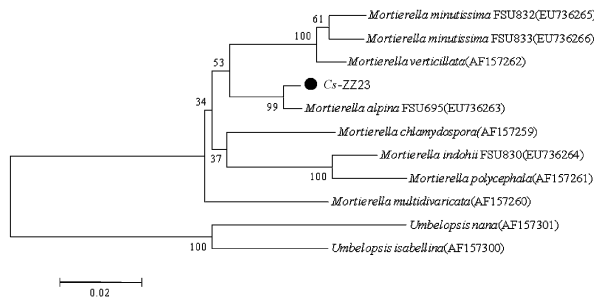 61
Mortierella minutissima FSU832(EU736265)
100
Mortierella minutissima FSU833(EU736266)
53
Mortierella verticillata(AF157262)
Cs-ZZ23
34
99
Mortierella alpina FSU695(EU736263)
Mortierella chlamydospora(AF157259)
37
Mortierella indohii FSU830(EU736264)
100
Mortierella polycephala(AF157261)
Mortierella multidivaricata(AF157260)
Umbelopsis nana(AF157301)
100
Umbelopsis isabellina(AF157300)
0.02